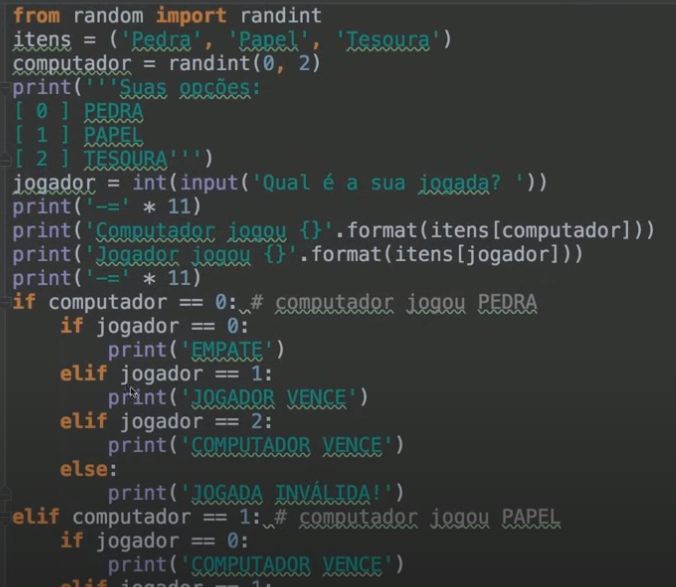 from random import randint
itens = ('Pedra', 'Papel', 'Tesoura')
computador = randint(0, 2)
print('''Suas opções:
[ 0 ] PEDRA
[ 1 ] PAPEL
[ 2 ] TESOURA''')
jogador = int(input('Qual é a sua jogada? '))
print('-=' * 11)
print('Computador jogou {}'.format(itens[computador]))
print('Jogador jogou {}'.format(itens[jogador]))
print('-=' * 11)
if computador == 0: # computador jogou PEDRA
    if jogador == 0:
        print('EMPATE')
    elif jogador == 1:
        print('JOGADOR VENCE')
    elif jogador == 2:
        print('COMPUTADOR VENCE')
    else:
        print('JOGADA INVÁLIDA!')
elif computador == 1: # computador jogou PAPEL
    if jogador == 0:
        print('COMPUTADOR VENCE')
    elif jogador == 1: